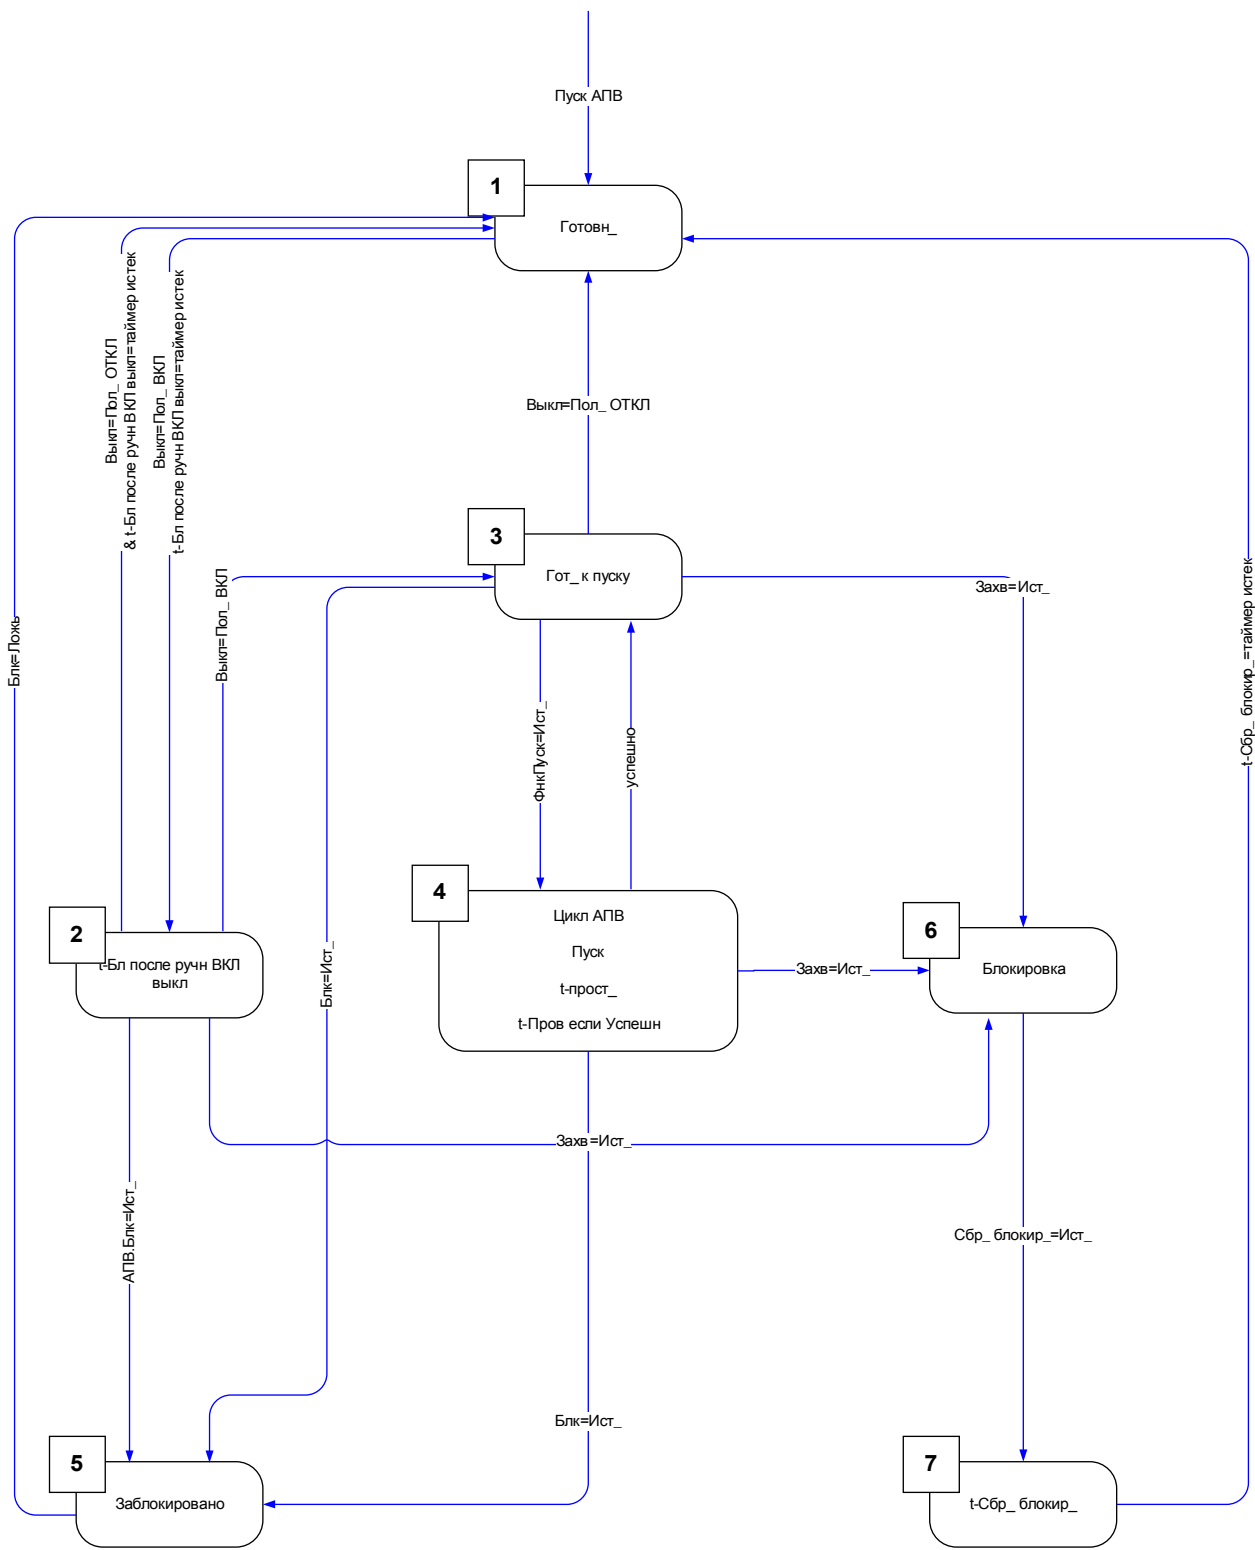 Пуск АПВ
1
Готовн_
Выкл=Пол_ ОТКЛ
& t-Бл после ручн ВКЛ выкл=таймер истек
Выкл=Пол_ ВКЛ
t-Бл после ручн ВКЛ выкл=таймер истек
Выкл=Пол_ ОТКЛ
3
Гот_ к пуску
Захв=Ист_
Выкл=Пол_ ВКЛ
Блк=Ложь
t-Сбр_ блокир_=таймер истек
ФнкПуск=Ист_
успешно
4
Цикл АПВ
Пуск
t-прост_
t-Пров если Успешн
2
t-Бл после ручн ВКЛ
выкл
Блк=Ист_
Захв=Ист_
6
Блокировка
Захв=Ист_
АПВ.Блк=Ист_
Сбр_ блокир_=Ист_
Блк=Ист_
5
Заблокировано
7
t-Сбр_ блокир_